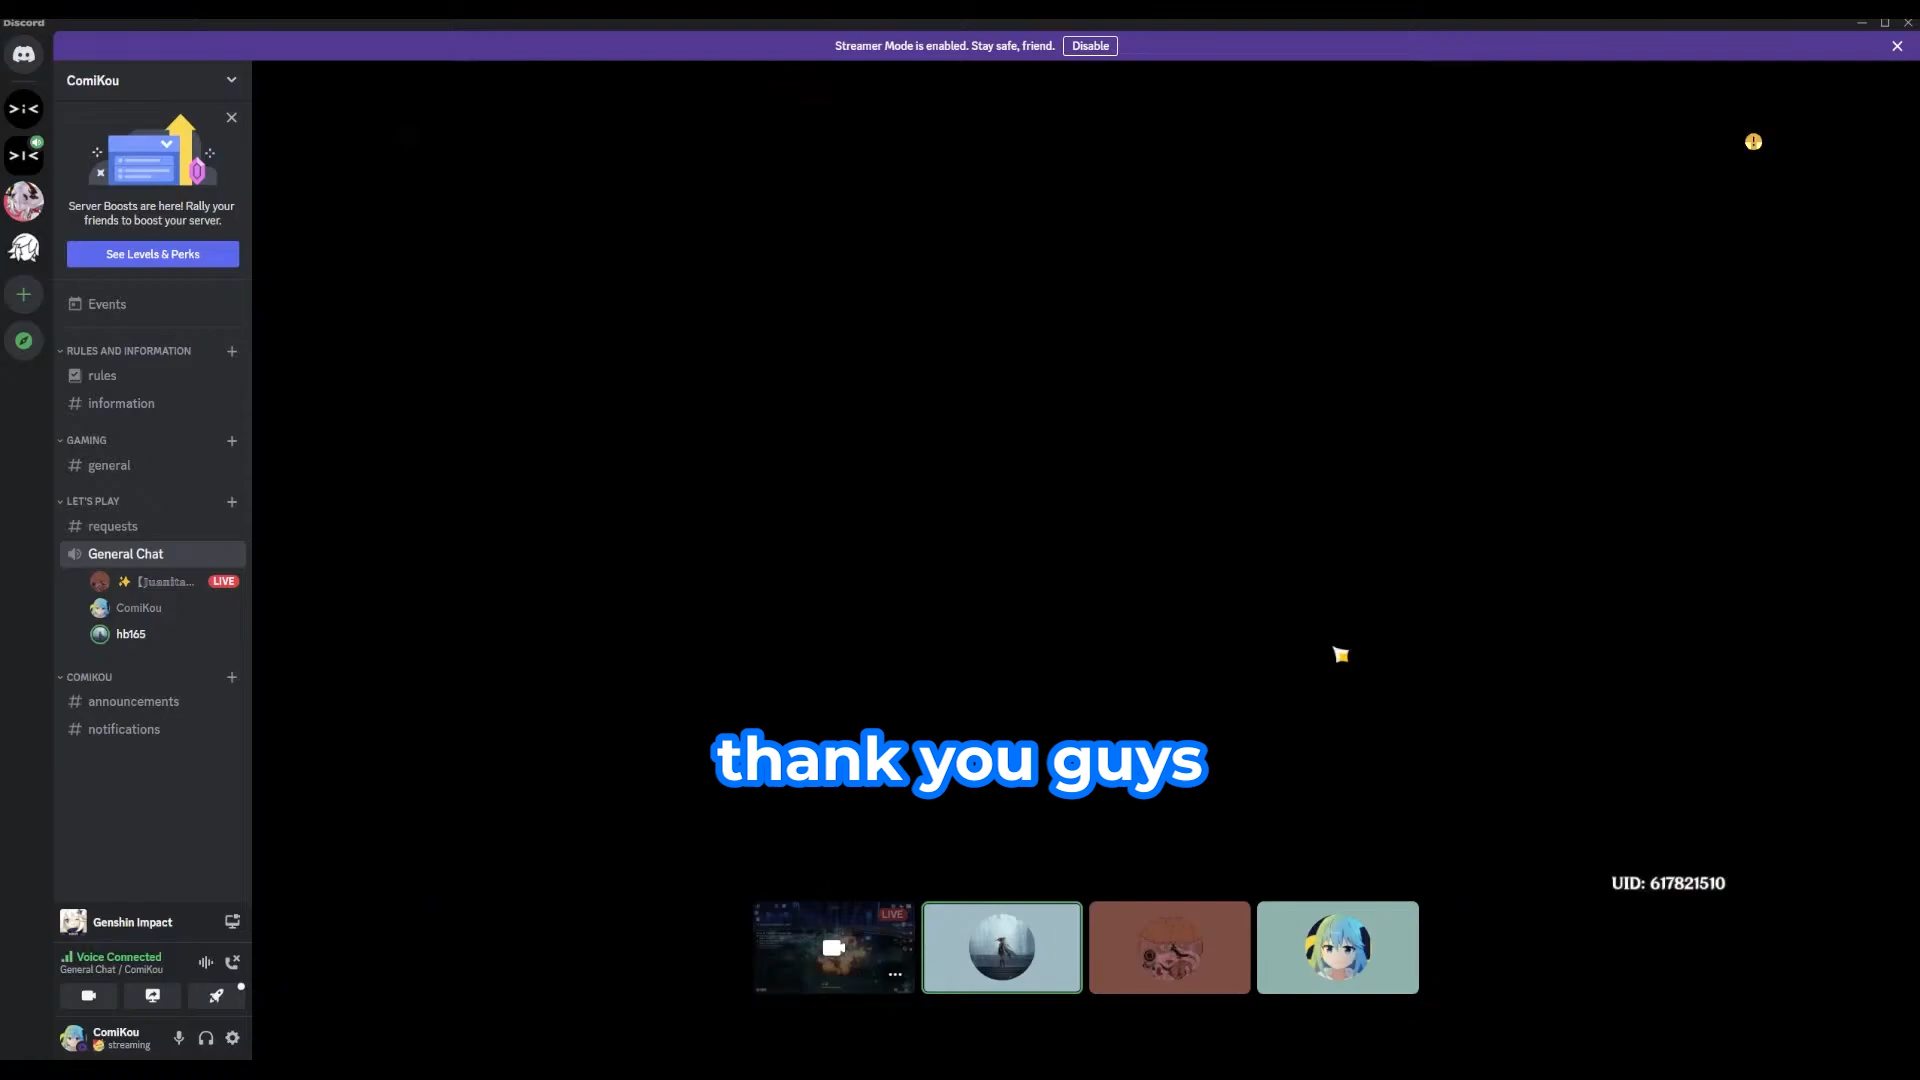 Discord
Streamer Mode is enabled. Stay safe, friend.
Disable
ComiKou
Server Boosts are here! Rally your
friends to boost your server.
See Levels & Perks
Events
RULES AND INFORMATION
rules
information
GAMING
general
LET'S PLAY
requests
General Chat
【Juanita...
LIVE
ComiKou
hb165
COMIKOU
announcements
notifications
thank you guys
UID: 617821510
LIVE
Genshin Impact
Voice Connected
General Chat / ComiKou
ComiKou
streaming